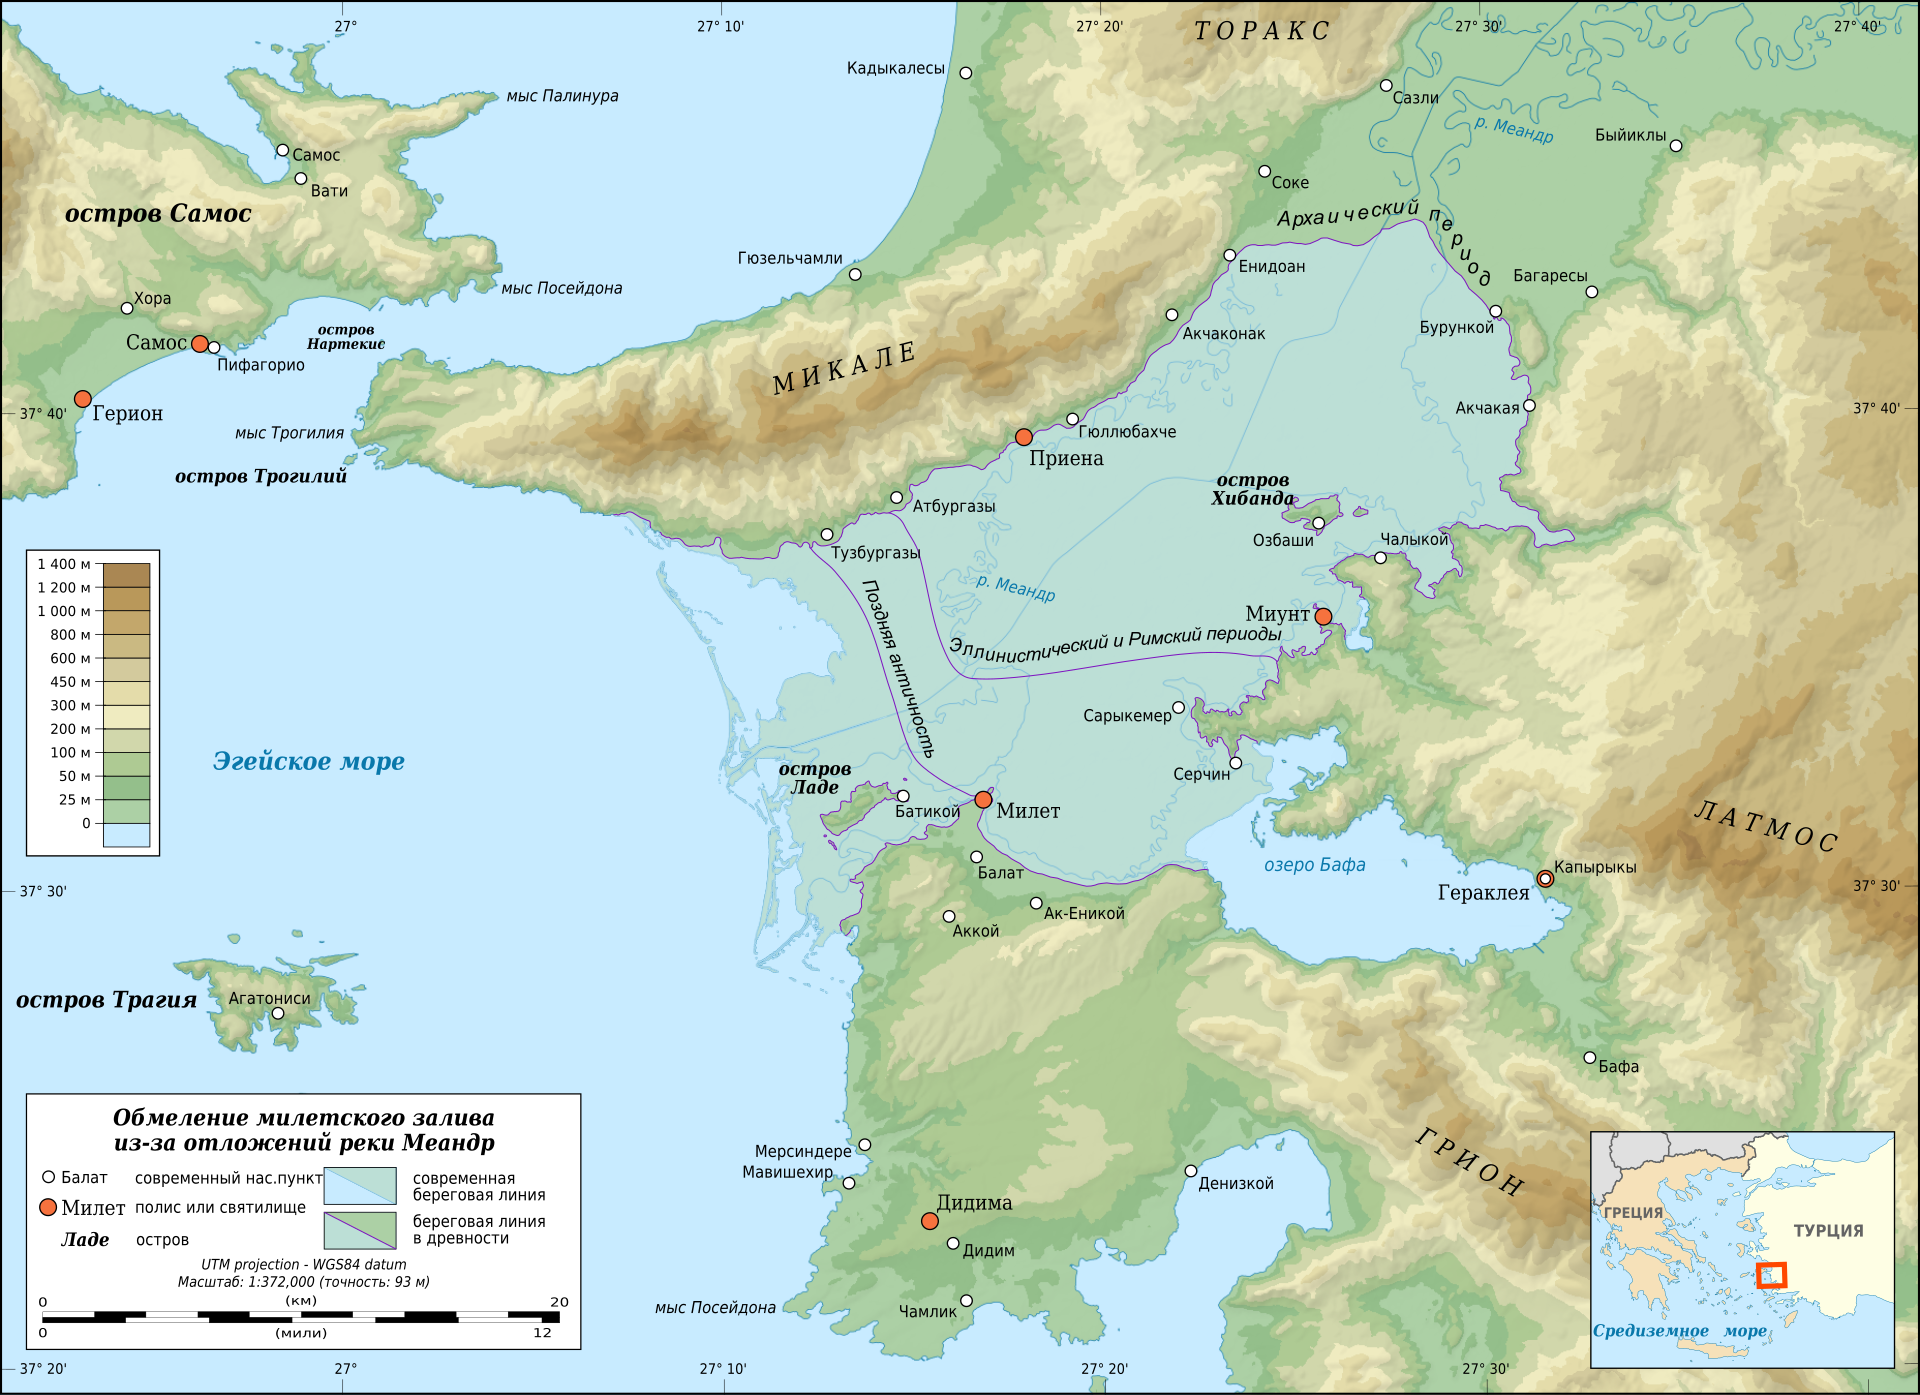 27°
27° 10'
27° 20'
27° 30'
27° 40'
ТОРАКС
Кадыкалесы
Сазли
мыс Палинура
р. Меандр
Быйиклы
Самос
Вати
Соке
остров Самос
Архаический период
Гюзельчамли
Енидоан
мыс Посейдона
Багаресы
Хора
Бурункой
остров
Нартекис
Самос
Акчаконак
Пифагорио
МИКАЛЕ
Герион
37° 40'
37° 40'
Акчакая
мыс Трогилия
Гюллюбахче
Приена
остров Трогилий
остров
Хибанда
Атбургазы
Озбаши
Чалыкой
Тузбургазы
1 400 м
1 200 м
1 000 м
800 м
600 м
450 м
300 м
200 м
100 м
50 м
25 м
0
р. Меандр
Поздняя античность
Миунт
Эллинистический и Римский периоды
Сарыкемер
Эгейское море
остров
Ладе
Серчин
Батикой
Милет
ЛАТМОС
озеро Бафа
Капырыкы
Балат
Гераклея
37° 30'
37° 30'
Ак-Еникой
Аккой
остров Трагия
Агатониси
Бафа
Обмеление милетского залива
из-за отложений реки Меандр
Балат
современный нас.пункт
современная
береговая линия
Милет
полис или святилище
береговая линия
в древности
Ладе
остров
UTM projection - WGS84 datum
Масштаб: 1:372,000 (точность: 93 м)
0
(км)
20
0
(мили)
12
Мерсиндере
Мавишехир
ГРИОН
Денизкой
Дидима
Дидим
мыс Посейдона
Чамлик
ГРЕЦИЯ
ТУРЦИЯ
Средиземное море
37° 20'
27°
27° 10'
27° 20'
27° 30'